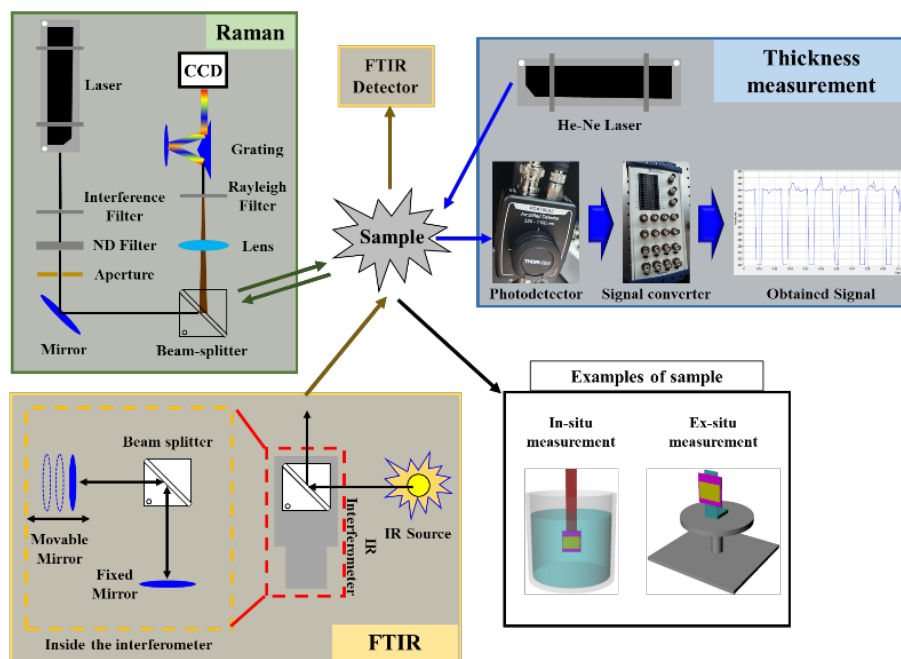 Raman
Laser
CCD
Grating
Interference
Filter
Rayleigh
Filter
ND Filter
Lens
Aperture
Mirror
Beam-splitter
FTIR
Detector
Sample
Thickness
measurement
He-Ne Laser
Photodetector
Signal converter
Obtained Signal
Beam splitter
Movable
Mirror
Fixed
Mirror
Inside the interferometer
IR
Interferometer
IR Source
FTIR
Examples of sample
In-situ
measurement
Ex-situ
measurement